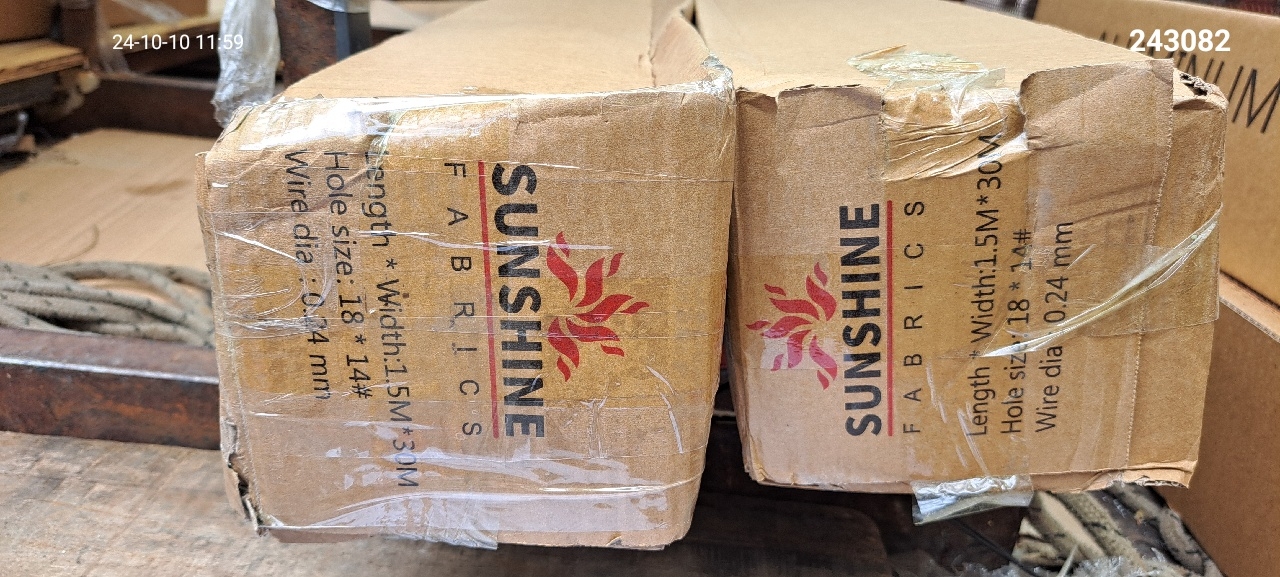 24-10-10 11:59
243082
SUNSHINE
FABRICS
Length * Width:1.5M*30M
Hole size: 18 * 14#
Wire dia : 0.24 mm
SUNSHINE
FABRICS
Length * Width:1.5M*30M
Hole size: 18 * 14#
Wire dia : 0.24 mm